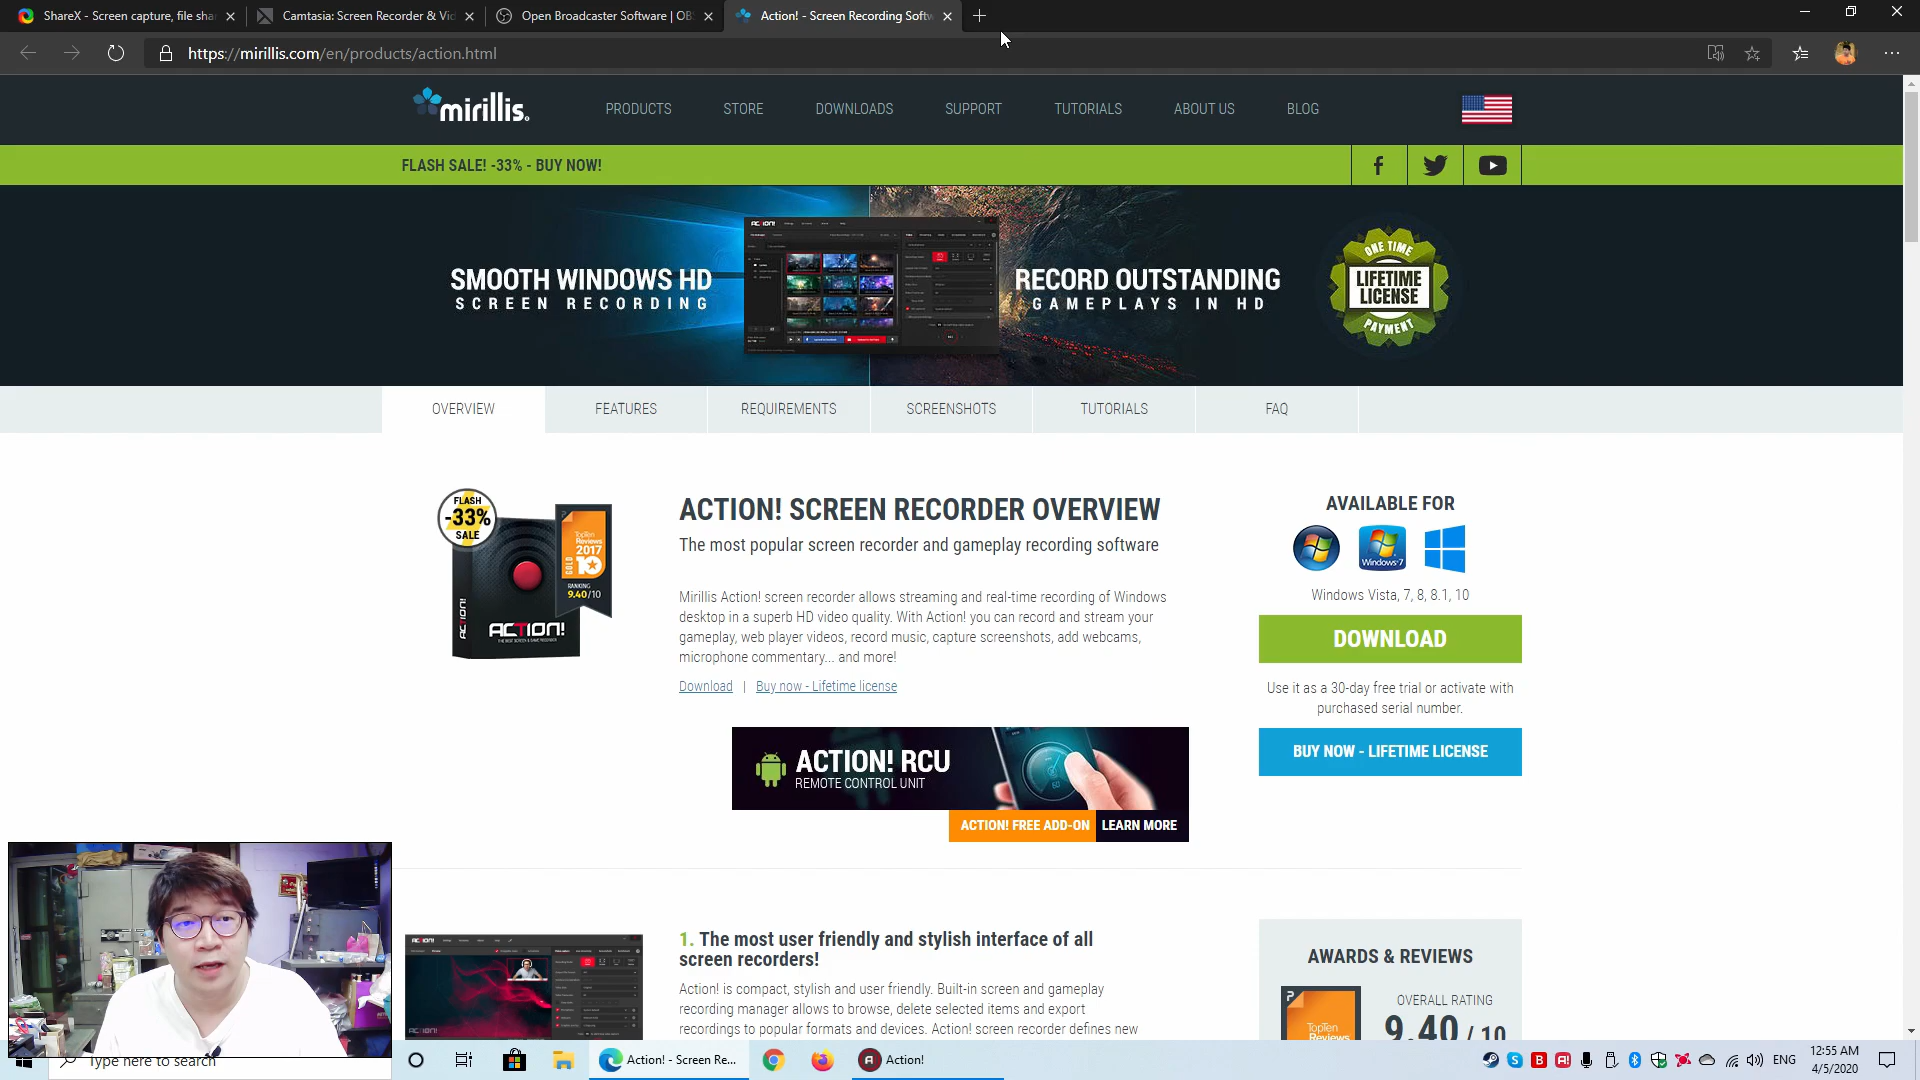 ShareX - Screen capture, file sha
Camtasia: Screen Recorder & Vid
Open Broadcaster Software | OBS
Action! - Screen Recording Softw
https://mirillis.com/en/products/action.html
mirillis.
PRODUCTS
STORE
DOWNLOADS
SUPPORT
TUTORIALS
ABOUT US
BLOG
FLASH SALE! -33% - BUY NOW!
SMOOTH WINDOWS HD
SCREEN RECORDING
RECORD OUTSTANDING
GAMEPLAYS IN HD
ONE TIME
LIFETIME
LICENSE
PAYMENT
OVERVIEW
FEATURES
REQUIREMENTS
SCREENSHOTS
TUTORIALS
FAQ
FLASH
-33%
SALE
TopTen
Reviews
2017
GOLD
10
RANKING
9.40/10
ACTION!
ACTION!
ACTION! SCREEN RECORDER OVERVIEW
The most popular screen recorder and gameplay recording software
Mirillis Action! screen recorder allows streaming and real-time recording of Windows
desktop in a superb HD video quality. With Action! you can record and stream your
gameplay, web player videos, record music, capture screenshots, add webcams,
microphone commentary... and more!
Download | Buy now - Lifetime license
AVAILABLE FOR
Windows 7
Windows Vista, 7, 8, 8.1, 10
DOWNLOAD
Use it as a 30-day free trial or activate with
purchased serial number.
BUY NOW - LIFETIME LICENSE
ACTION! RCU
REMOTE CONTROL UNIT
ACTION! FREE ADD-ON
LEARN MORE
1. The most user friendly and stylish interface of all
screen recorders!
Action! is compact, stylish and user friendly. Built-in screen and gameplay
recording manager allows to browse, delete selected items and export
recordings to popular formats and devices. Action! screen recorder defines new
AWARDS & REVIEWS
TopTen
Reviews
OVERALL RATING
9.40 / 10
Type here to search
Action! - Screen Re...
Action!
ENG
12:55 AM
4/5/2020